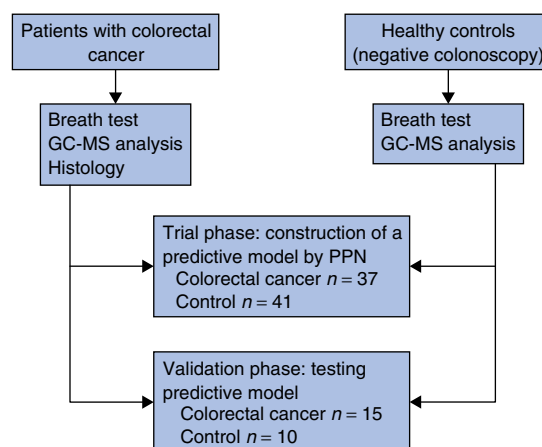 Patients with colorectal
cancer
Healthy controls
(negative colonoscopy)
Breath test
GC-MS analysis
Histology
Breath test
GC-MS analysis
Trial phase: construction of a
predictive model by PPN
Colorectal cancer n = 37
Control n = 41
Validation phase: testing
predictive model
Colorectal cancer n = 15
Control n = 10